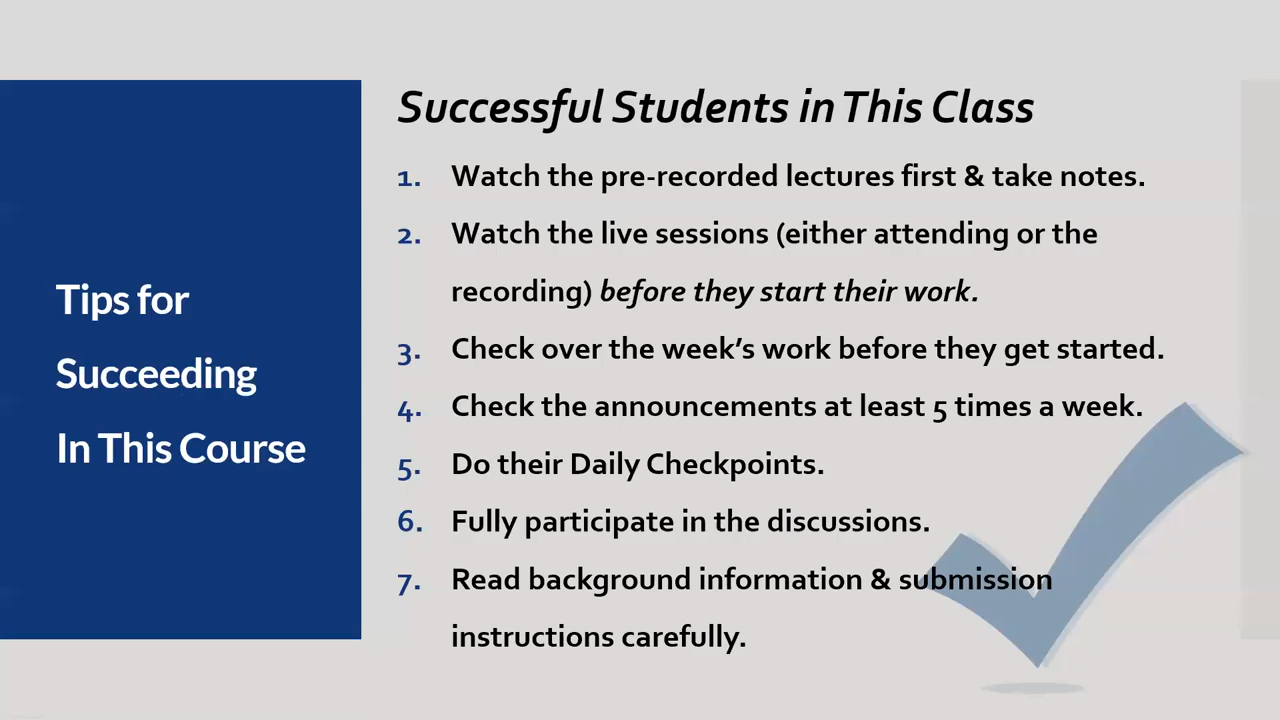 Tips for
Succeeding
In This Course
Successful Students in This Class
1. Watch the pre-recorded lectures first & take notes.
2. Watch the live sessions (either attending or the
recording) before they start their work.
3. Check over the week’s work before they get started.
4. Check the announcements at least 5 times a week.
5. Do their Daily Checkpoints.
6. Fully participate in the discussions.
7. Read background information & submission
instructions carefully.